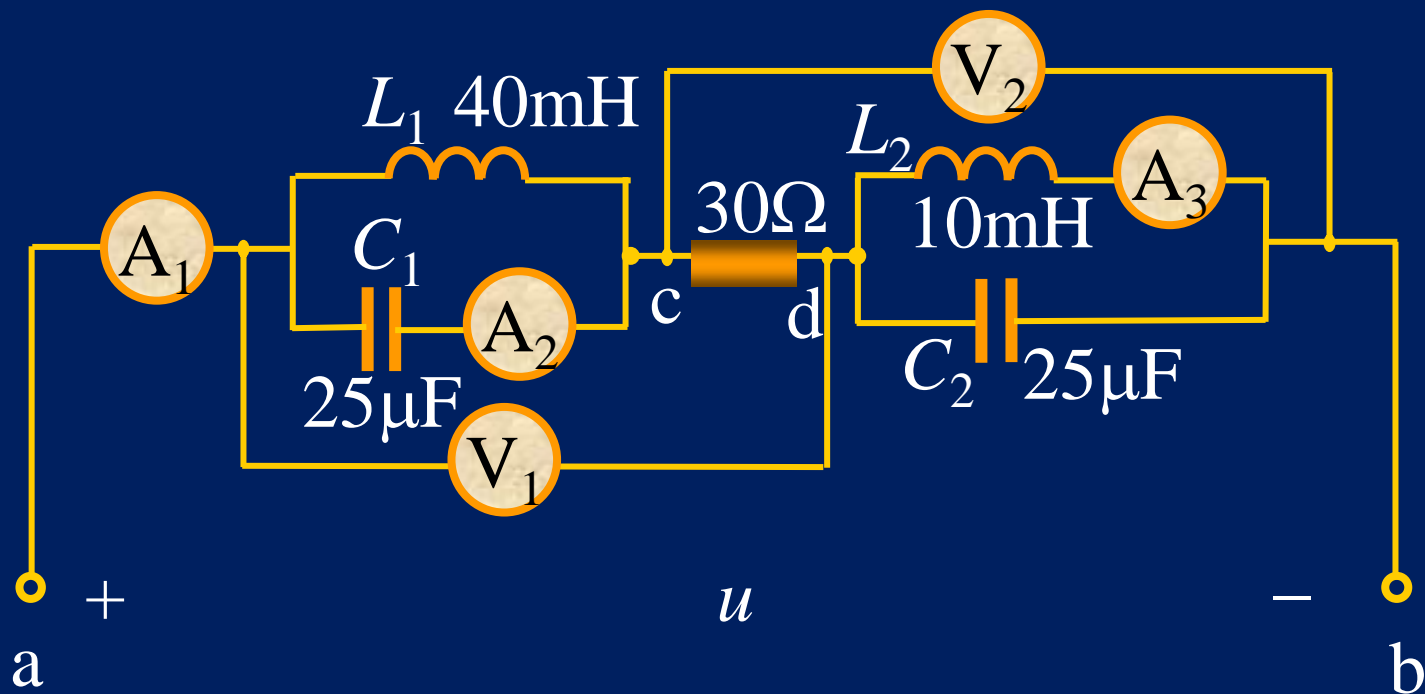 V₂
L₁ 40mH
L₂
A₃
30Ω
10mH
A₁
C₁
c
d
A₂
25μF
C₂ 25μF
V₁
+ u −
a b